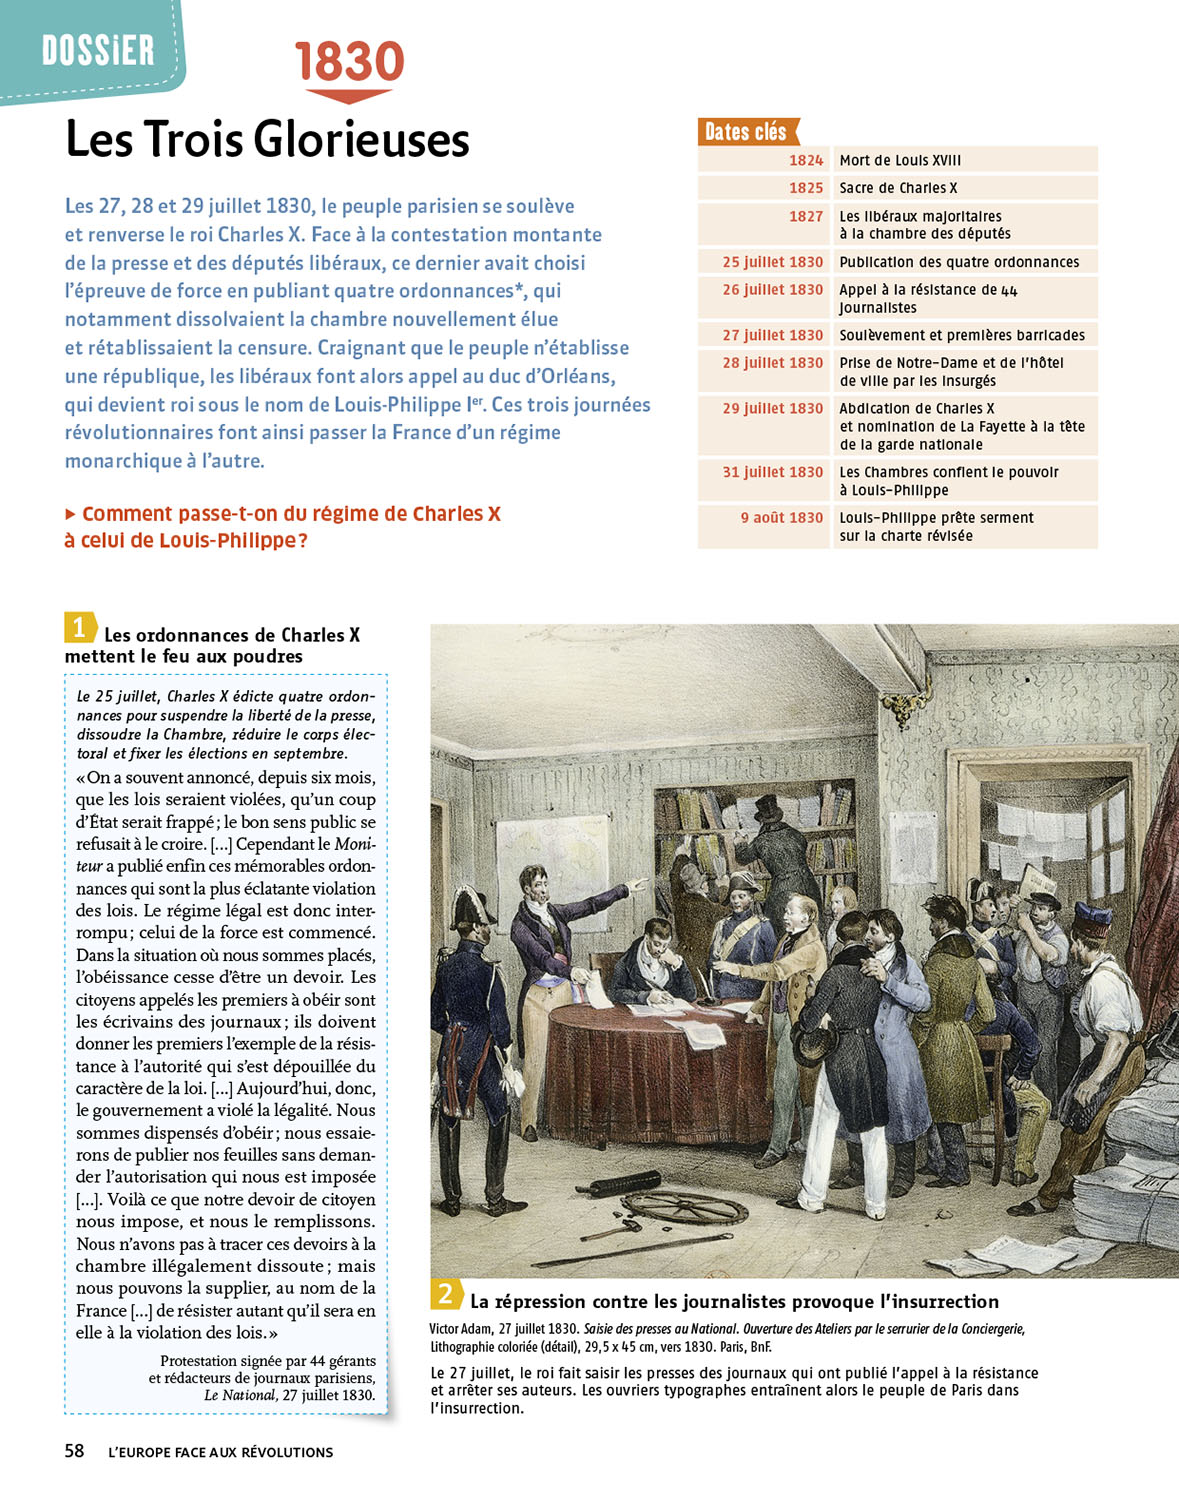 DOSSiER
1830
Les Trois Glorieuses
Les 27, 28 et 29 juillet 1830, le peuple parisien se soulève
et renverse le roi Charles X. Face à la contestation montante
de la presse et des députés libéraux, ce dernier avait choisi
l'épreuve de force en publiant quatre ordonnances*, qui
notamment dissolvaient la chambre nouvellement élue
et rétablissaient la censure. Craignant que le peuple n'établisse
une république, les libéraux font alors appel au duc d'Orléans,
qui devient roi sous le nom de Louis-Philippe Ier. Ces trois journées
révolutionnaires font ainsi passer la France d'un régime
monarchique à l'autre.
▶ Comment passe-t-on du régime de Charles X
à celui de Louis-Philippe ?
Dates clés
1824 Mort de Louis XVIII
1825 Sacre de Charles X
1827 Les libéraux majoritaires
à la chambre des députés
25 juillet 1830 Publication des quatre ordonnances
26 juillet 1830 Appel à la résistance de 44
journalistes
27 juillet 1830 Soulèvement et premières barricades
28 juillet 1830 Prise de Notre-Dame et de l'hôtel
de ville par les insurgés
29 juillet 1830 Abdication de Charles X
et nomination de La Fayette à la tête
de la garde nationale
31 juillet 1830 Les Chambres confient le pouvoir
à Louis-Philippe
9 août 1830 Louis-Philippe prête serment
sur la charte révisée
1 Les ordonnances de Charles X
mettent le feu aux poudres
Le 25 juillet, Charles X édicte quatre ordon-
nances pour suspendre la liberté de la presse,
dissoudre la Chambre, réduire le corps élec-
toral et fixer les élections en septembre.
« On a souvent annoncé, depuis six mois,
que les lois seraient violées, qu'un coup
d'État serait frappé ; le bon sens public se
refusait à le croire. [...] Cependant le Moni-
teur a publié enfin ces mémorables ordon-
nances qui sont la plus éclatante violation
des lois. Le régime légal est donc inter-
rompu ; celui de la force est commencé.
Dans la situation où nous sommes placés,
l'obéissance cesse d'être un devoir. Les
citoyens appelés les premiers à obéir sont
les écrivains des journaux ; ils doivent
donner les premiers l'exemple de la résis-
tance à l'autorité qui s'est dépouillée du
caractère de la loi. [...] Aujourd'hui, donc,
le gouvernement a violé la légalité. Nous
sommes dispensés d'obéir ; nous essaie-
rons de publier nos feuilles sans deman-
der l'autorisation qui nous est imposée
[...]. Voilà ce que notre devoir de citoyen
nous impose, et nous le remplissons.
Nous n'avons pas à tracer ces devoirs à la
chambre illégalement dissoute ; mais
nous pouvons la supplier, au nom de la
France [...] de résister autant qu'il sera en
elle à la violation des lois. »
Protestation signée par 44 gérants
et rédacteurs de journaux parisiens,
Le National, 27 juillet 1830.
2 La répression contre les journalistes provoque l'insurrection
Victor Adam, 27 juillet 1830. Saisie des presses au National. Ouverture des Ateliers par le serrurier de la Conciergerie,
Lithographie coloriée (détail), 29,5 x 45 cm, vers 1830. Paris, BnF.
Le 27 juillet, le roi fait saisir les presses des journaux qui ont publié l'appel à la résistance
et arrêter ses auteurs. Les ouvriers typographes entraînent alors le peuple de Paris dans
l'insurrection.
58 L'EUROPE FACE AUX RÉVOLUTIONS